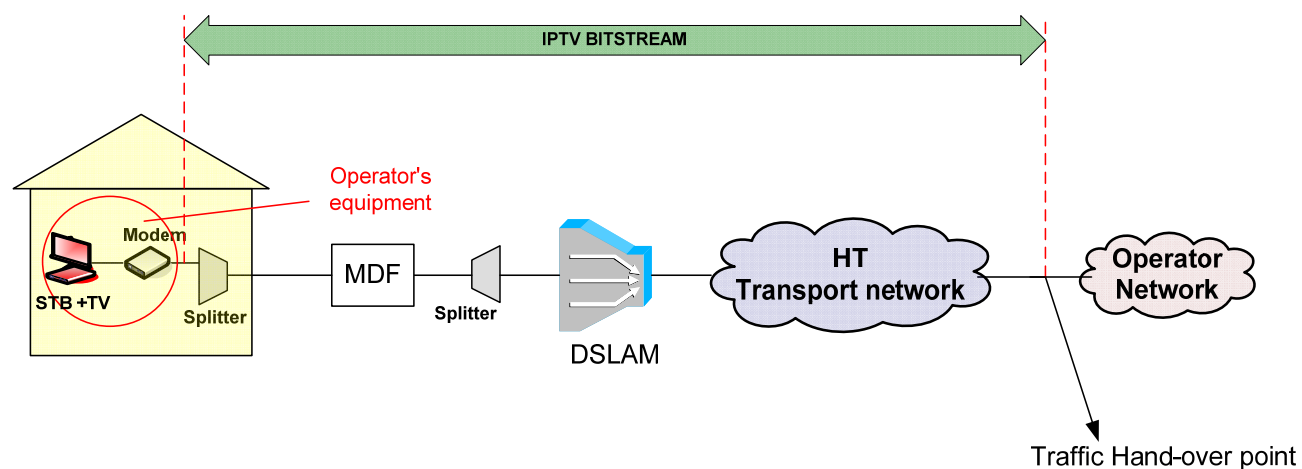 IPTV BITSTREAM
Operator's
equipment
Modem
STB +TV
Splitter
MDF
Splitter
DSLAM
HT
Transport network
Operator
Network
Traffic Hand-over point